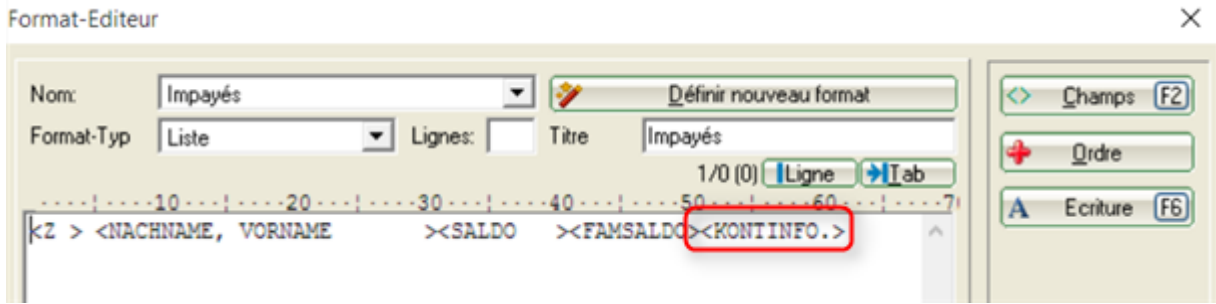 Format-Editeur
Nom: Impayés Définir nouveau format Champs F2
Format-Typ Liste Lignes: Titre Impayés Ordre
1/0 (0) Ligne Tab
Ecriture F6
. . . . | . . . . 10 . . . | . . . . 20 . . . | . . . . 30 . . . | . . . . 40 . . . | . . . . 50 . . . | . . . . 60 . . . | . . . . 7
<Z > <NACHNAME, VORNAME ><SALDO ><FAMSALDO><KONTINFO.>